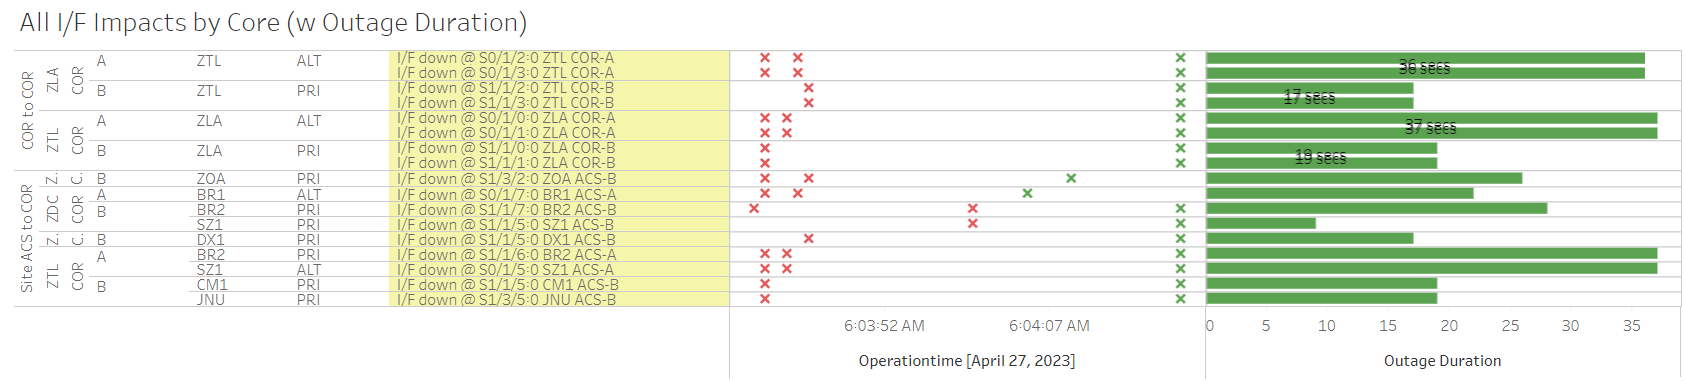 All I/F Impacts by Core (w Outage Duration)
COR to COR ZLA COR A ZTL ALT I/F down @ S0/1/2:0 ZTL COR-A 36 secs
I/F down @ S0/1/3:0 ZTL COR-A 36 secs
B ZTL PRI I/F down @ S1/1/2:0 ZTL COR-B 17 secs
I/F down @ S1/1/3:0 ZTL COR-B 17 secs
ZTL COR A ZLA ALT I/F down @ S0/1/0:0 ZLA COR-A 37 secs
I/F down @ S0/1/1:0 ZLA COR-A 37 secs
B ZLA PRI I/F down @ S1/1/0:0 ZLA COR-B 19 secs
I/F down @ S1/1/1:0 ZLA COR-B 19 secs
Site ACS to COR Z. C. B ZOA PRI I/F down @ S1/3/2:0 ZOA ACS-B
ZDC COR A BR1 ALT I/F down @ S0/1/7:0 BR1 ACS-A
B BR2 PRI I/F down @ S1/1/7:0 BR2 ACS-B
SZ1 PRI I/F down @ S1/1/5:0 SZ1 ACS-B
Z. C. B DX1 PRI I/F down @ S1/1/5:0 DX1 ACS-B
ZTL COR A BR2 PRI I/F down @ S1/1/6:0 BR2 ACS-A
SZ1 ALT I/F down @ S0/1/5:0 SZ1 ACS-A
B CM1 PRI I/F down @ S1/1/5:0 CM1 ACS-B
JNU PRI I/F down @ S1/3/5:0 JNU ACS-B
6:03:52 AM 6:04:07 AM 0 5 10 15 20 25 30 35
Operationtime [April 27, 2023] Outage Duration